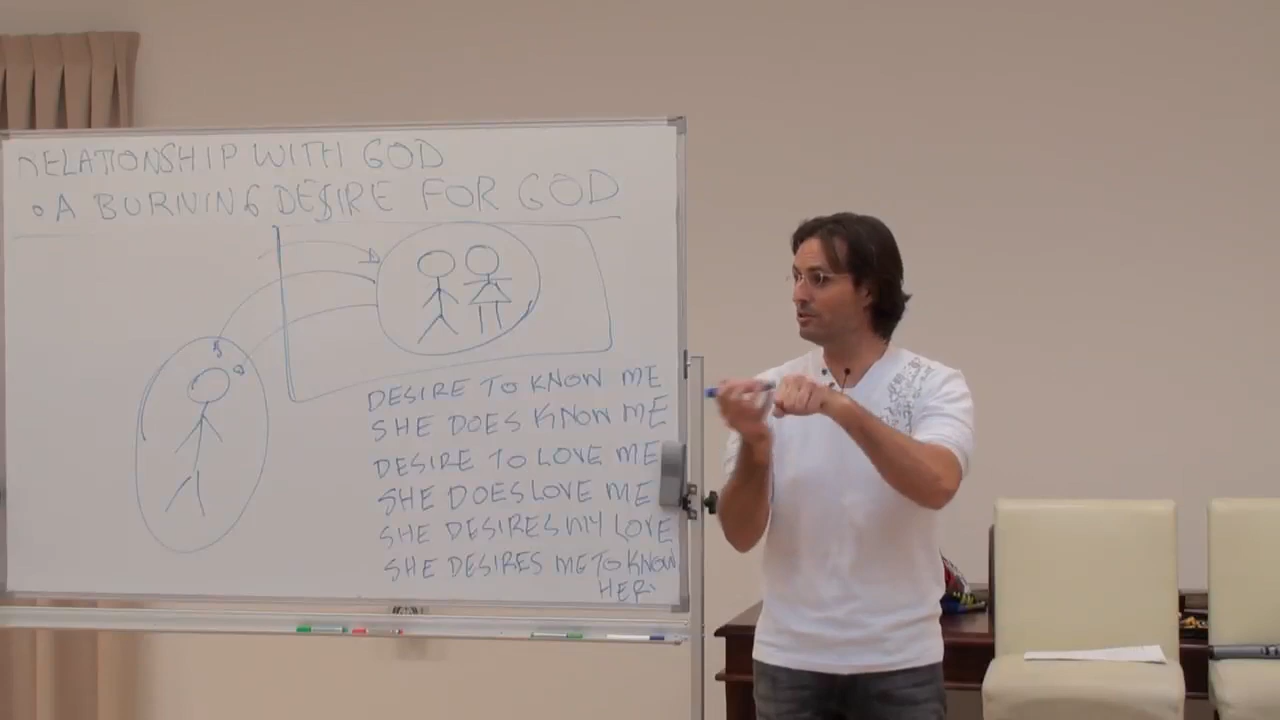 RELATIONSHIP WITH GOD
• A BURNING DESIRE FOR GOD
DESIRE TO KNOW ME
SHE DOES KNOW ME
DESIRE TO LOVE ME
SHE DOES LOVE ME
SHE DESIRES MY LOVE
SHE DESIRES ME TO KNOW
HER